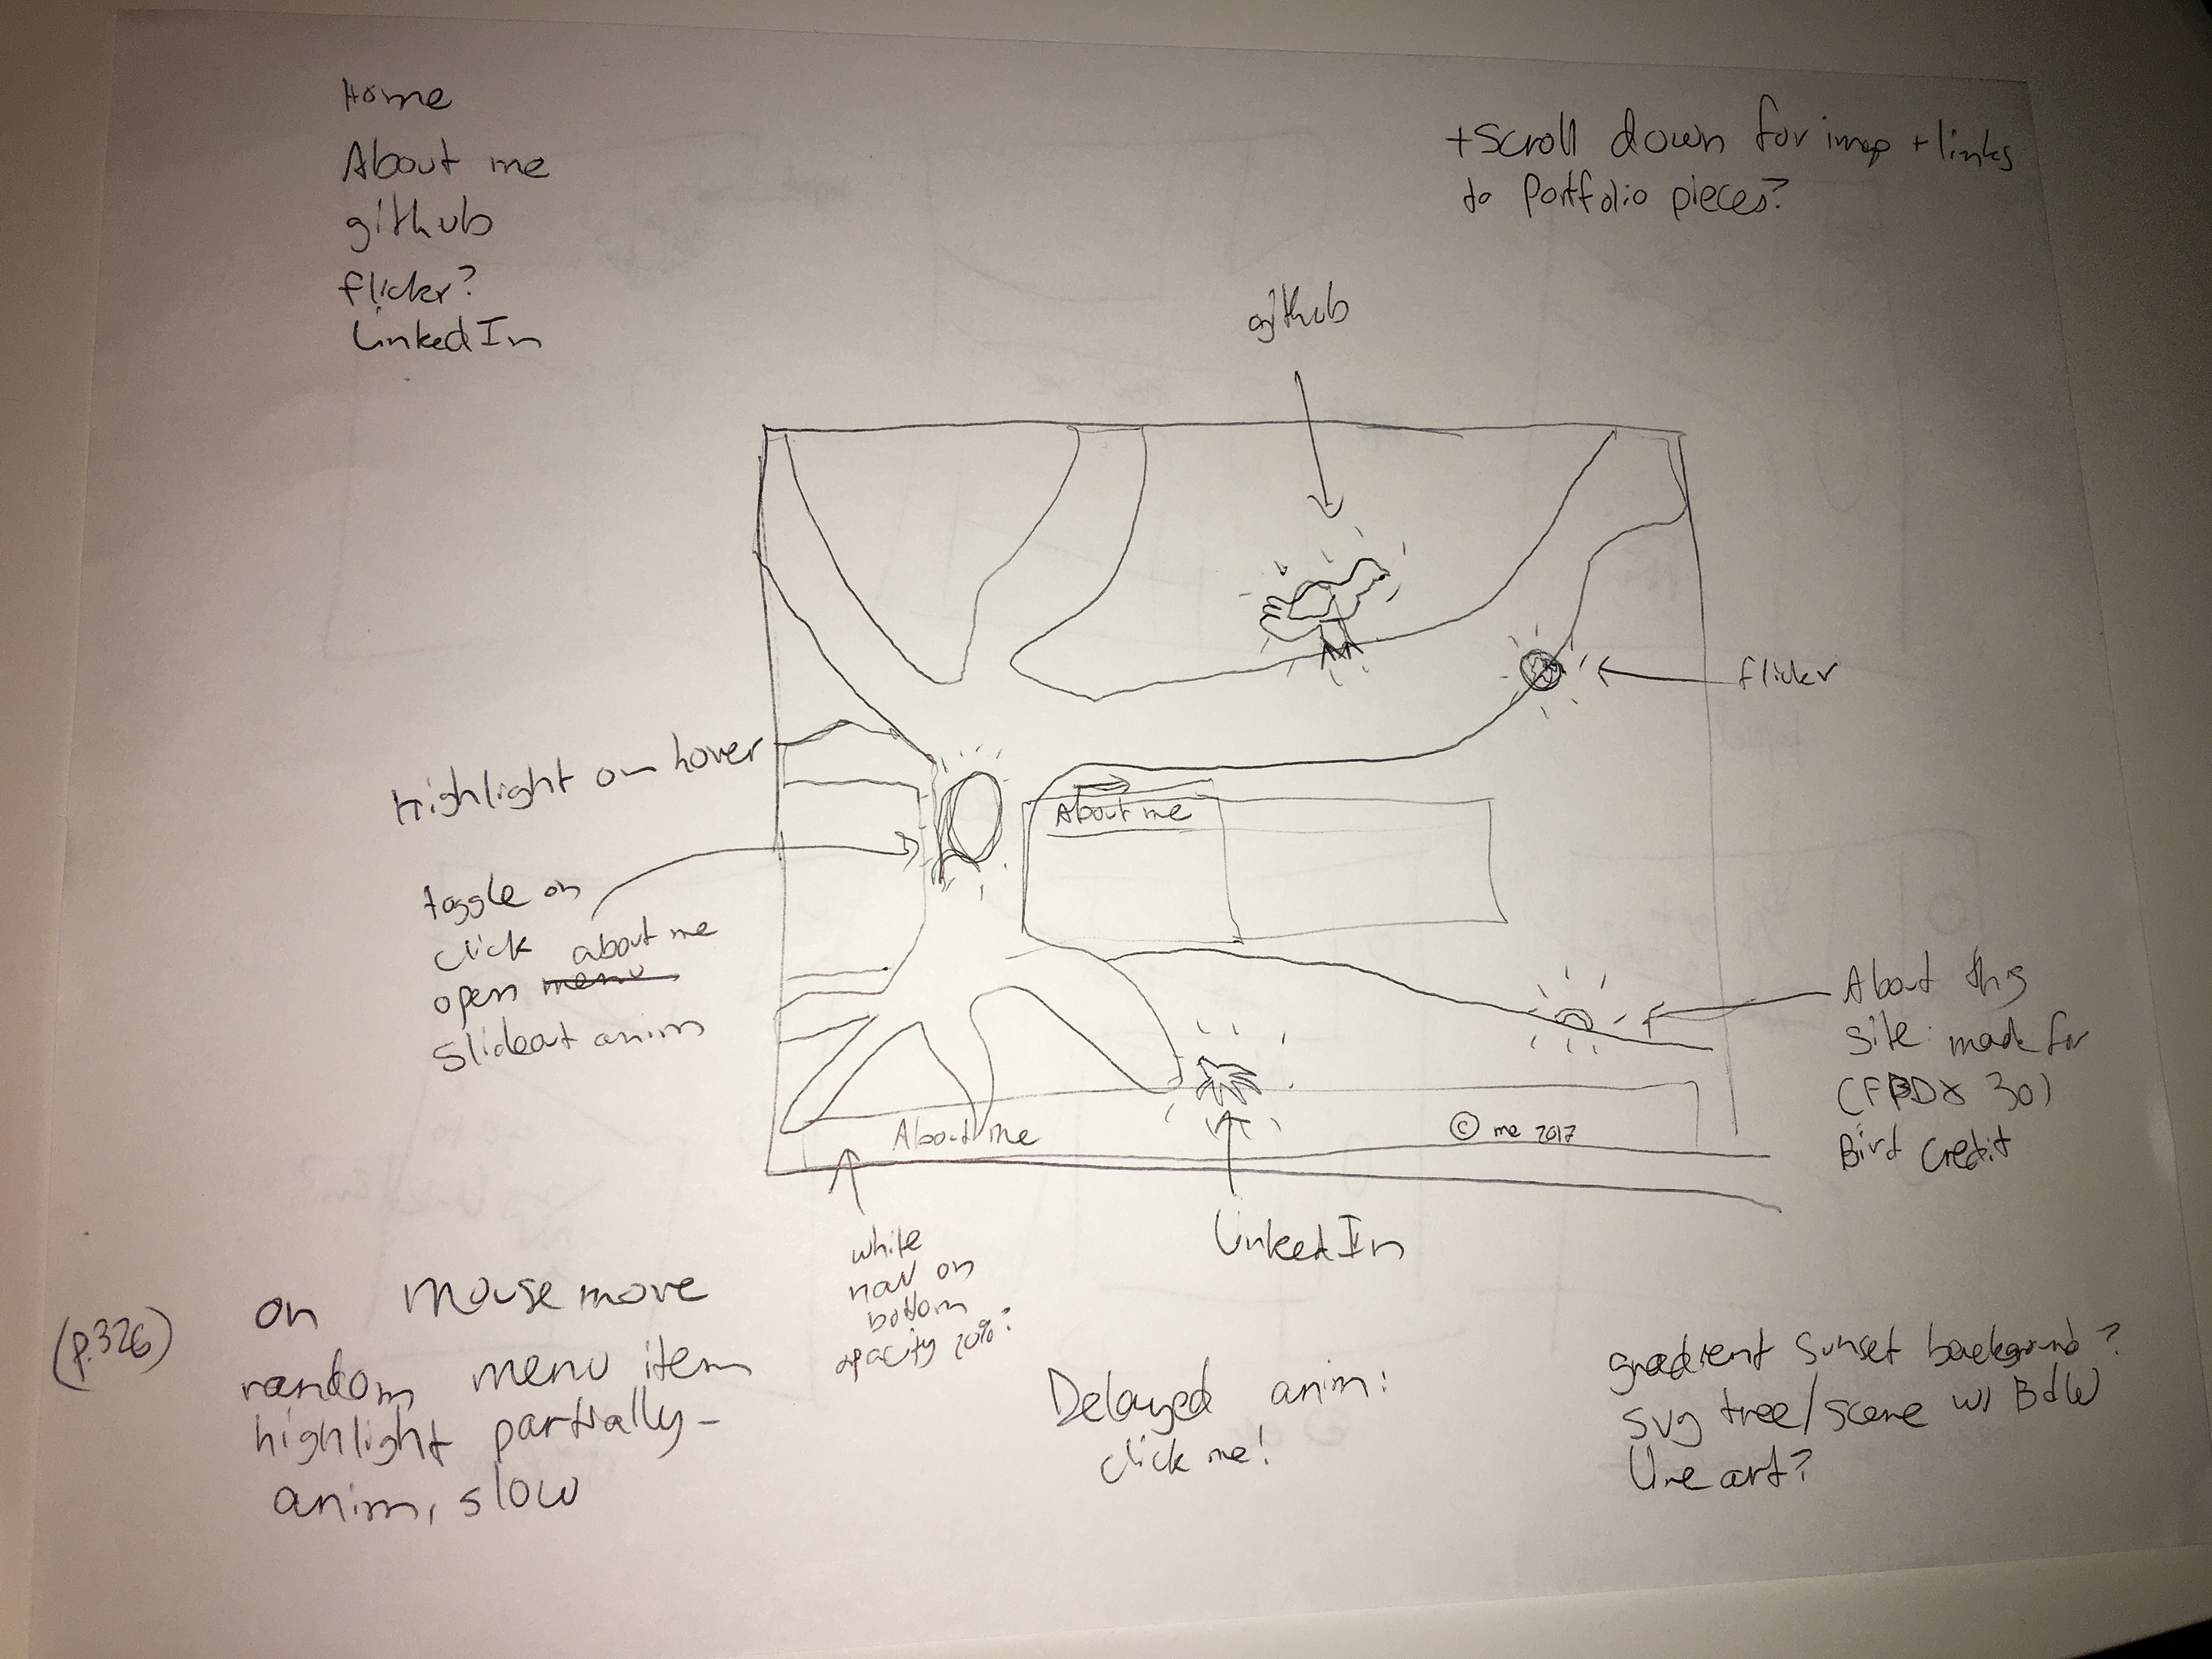 Home
About me
github
flickr?
LinkedIn
+Scroll down for imgs + links
to portfolio pieces?
github
flickr
Highlight on hover
About me
toggle on
click about me
open menu
slideout anim
About this
site: made for
30)
Bird Credit
About me
© me 2017
LinkedIn
white
nav on
bottom
opacity 20%?
(p.326)
on mouse move
random menu item
highlight partially-
anim, slow
Delayed anim:
click me!
gradient sunset background?
svg tree/scene w/ B&W
line art?